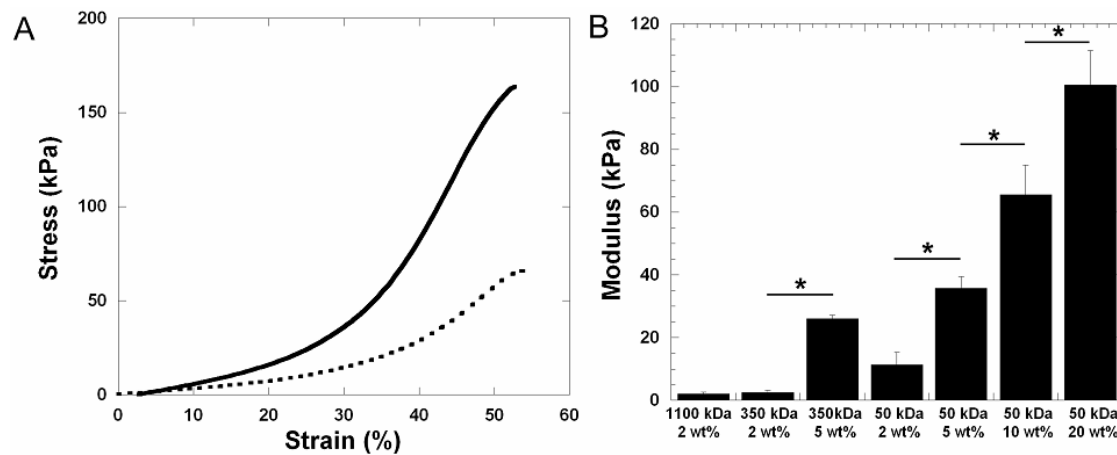 A
200
150
100
50
0
Stress (kPa)
0 10 20 30 40 50 60
Strain (%)
B
120
100
80
60
40
20
0
Modulus (kPa)
*
*
*
*
1100 kDa 350 kDa 350kDa 50 kDa 50 kDa 50 kDa 50 kDa
2 wt% 2 wt% 5 wt% 2 wt% 5 wt% 10 wt% 20 wt%